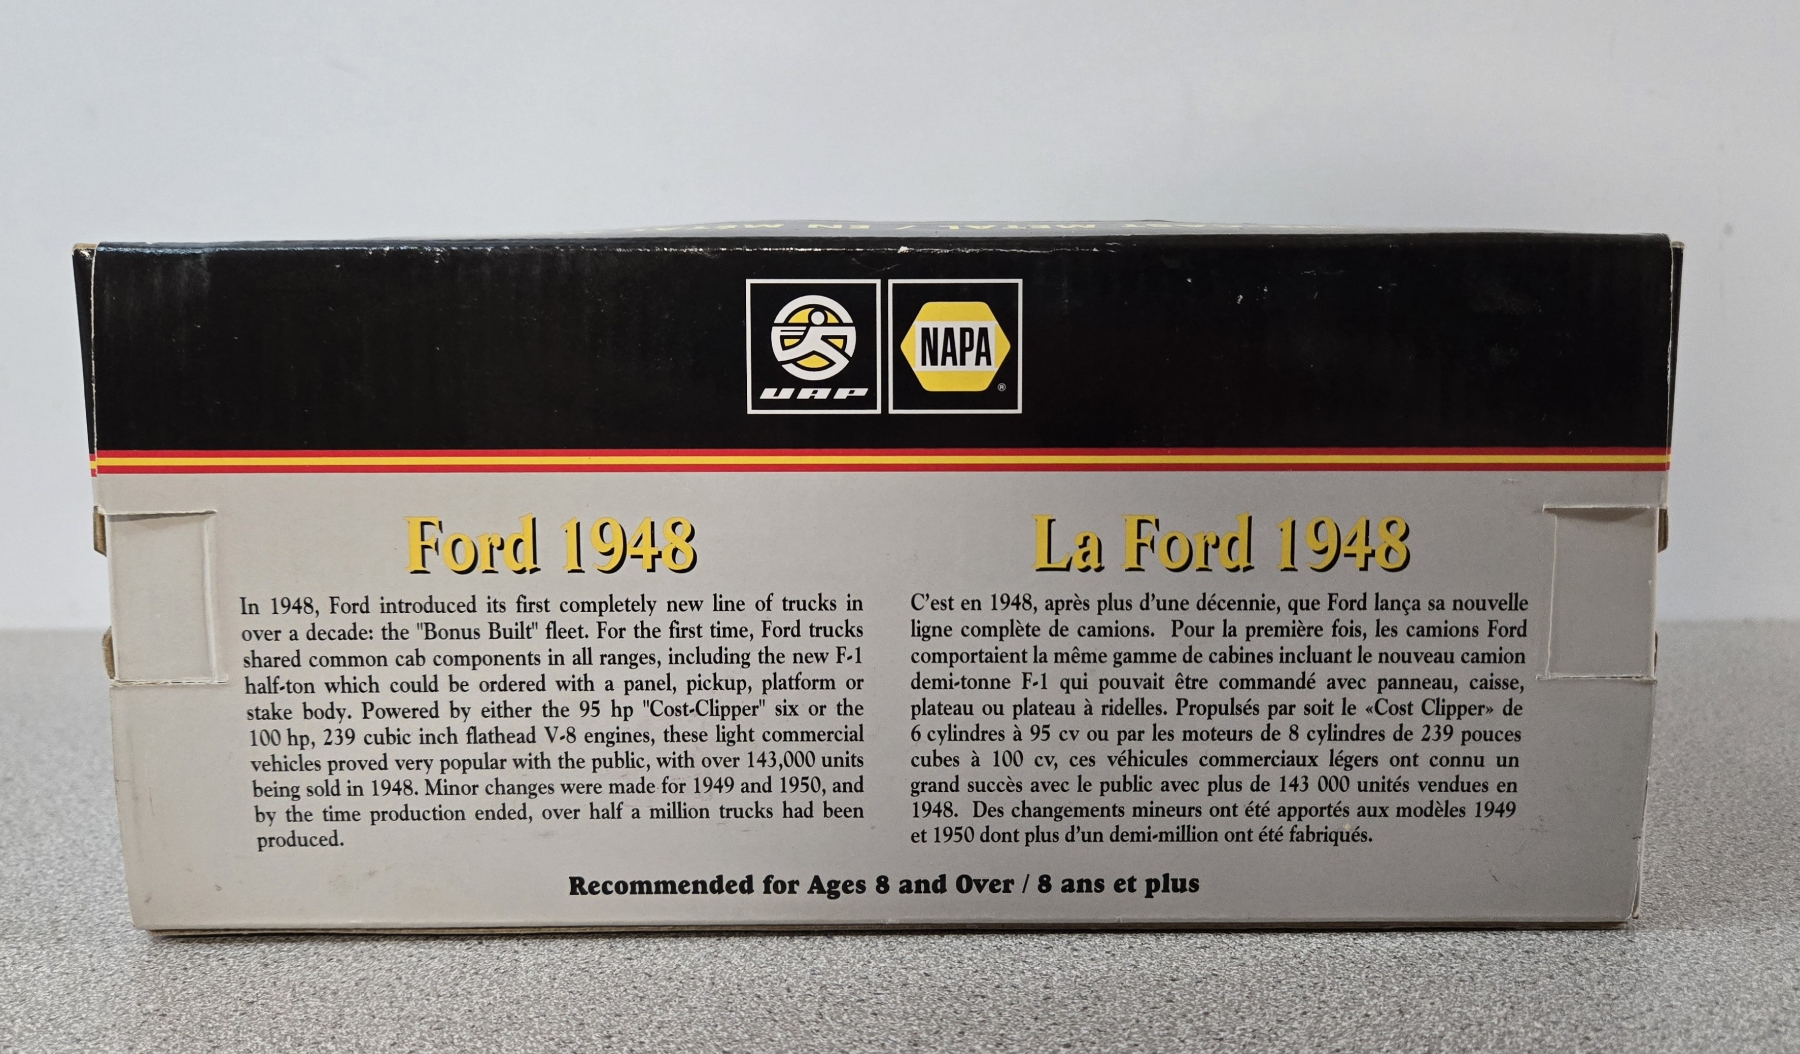 METAL / EN MÉTAL
UAP
NAPA
®
Ford 1948
In 1948, Ford introduced its first completely new line of trucks in
over a decade: the "Bonus Built" fleet. For the first time, Ford trucks
shared common cab components in all ranges, including the new F-1
half-ton which could be ordered with a panel, pickup, platform or
stake body. Powered by either the 95 hp "Cost-Clipper" six or the
100 hp, 239 cubic inch flathead V-8 engines, these light commercial
vehicles proved very popular with the public, with over 143,000 units
being sold in 1948. Minor changes were made for 1949 and 1950, and
by the time production ended, over half a million trucks had been
produced.
La Ford 1948
C'est en 1948, après plus d'une décennie, que Ford lança sa nouvelle
ligne complète de camions. Pour la première fois, les camions Ford
comportaient la même gamme de cabines incluant le nouveau camion
demi-tonne F-1 qui pouvait être commandé avec panneau, caisse,
plateau ou plateau à ridelles. Propulsés par soit le «Cost Clipper» de
6 cylindres à 95 cv ou par les moteurs de 8 cylindres de 239 pouces
cubes à 100 cv, ces véhicules commerciaux légers ont connu un
grand succès avec le public avec plus de 143 000 unités vendues en
1948. Des changements mineurs ont été apportés aux modèles 1949
et 1950 dont plus d'un demi-million ont été fabriqués.
Recommended for Ages 8 and Over / 8 ans et plus